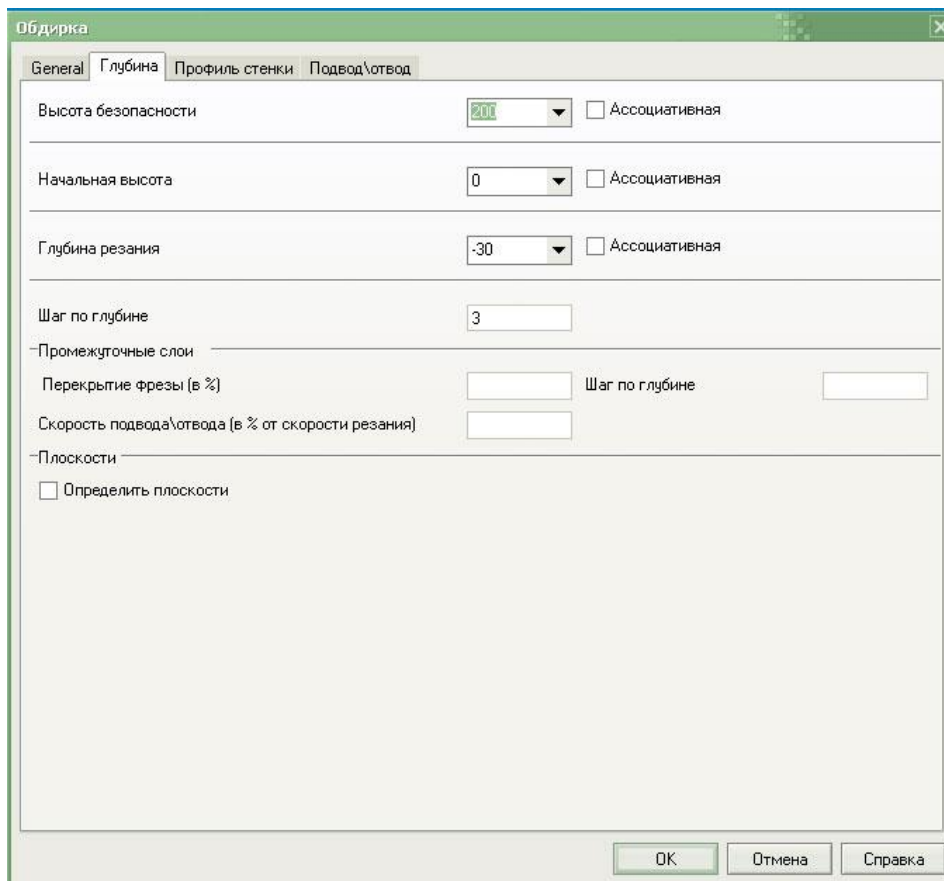 Обдирка
General Глубина Профиль стенки Подвод\отвод
Высота безопасности 200 Ассоциативная
Начальная высота 0 Ассоциативная
Глубина резания -30 Ассоциативная
Шаг по глубине 3
Промежуточные слои
Перекрытие фрезы (в %) Шаг по глубине
Скорость подвода\отвода (в % от скорости резания)
Плоскости
Определить плоскости
OK Отмена Справка